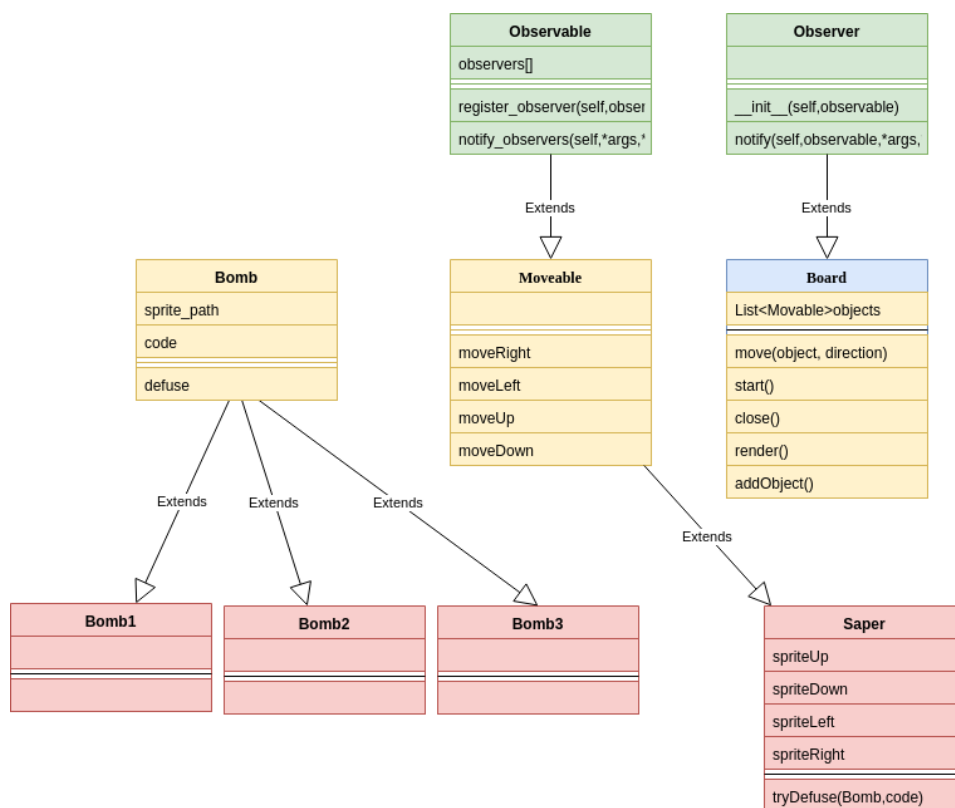 Observable
observers[]
register_observer(self,obser
notify_observers(self,*args,*
Observer
__init__(self,observable)
notify(self,observable,*args,
Extends
Extends
Bomb
sprite_path
code
defuse
Moveable
moveRight
moveLeft
moveUp
moveDown
Board
List<Movable>objects
move(object, direction)
start()
close()
render()
addObject()
Extends
Extends
Extends
Extends
Bomb1
Bomb2
Bomb3
Saper
spriteUp
spriteDown
spriteLeft
spriteRight
tryDefuse(Bomb,code)